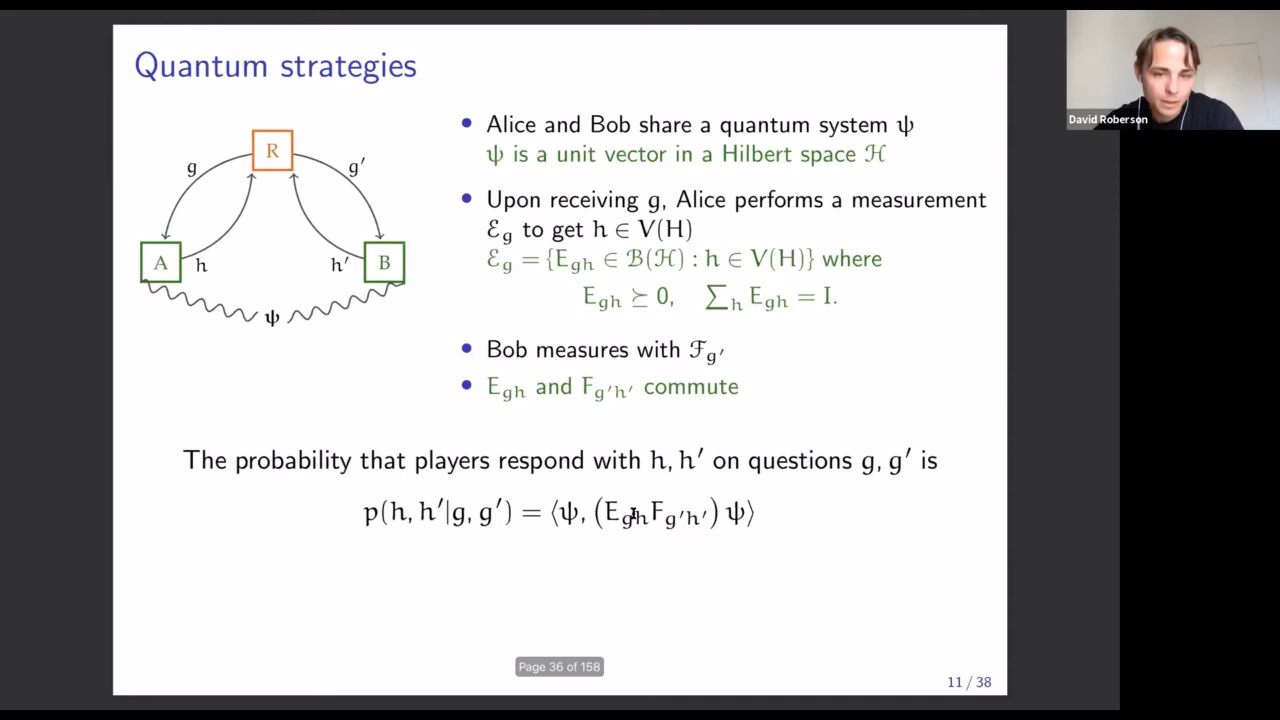 Quantum strategies
R
g
g′
A
h
h′
B
ψ
• Alice and Bob share a quantum system ψ
ψ is a unit vector in a Hilbert space ℋ
• Upon receiving g, Alice performs a measurement
ℰ_g to get h ∈ V(H)
ℰ_g = {E_gh ∈ ℬ(ℋ) : h ∈ V(H)} where
E_gh ⪰ 0, ∑_h E_gh = I.
• Bob measures with ℱ_g′
• E_gh and F_g′h′ commute
The probability that players respond with h, h′ on questions g, g′ is
p(h, h′|g, g′) = ⟨ψ, (E_gh F_g′h′) ψ⟩
Page 36 of 158
11 / 38
David Roberson